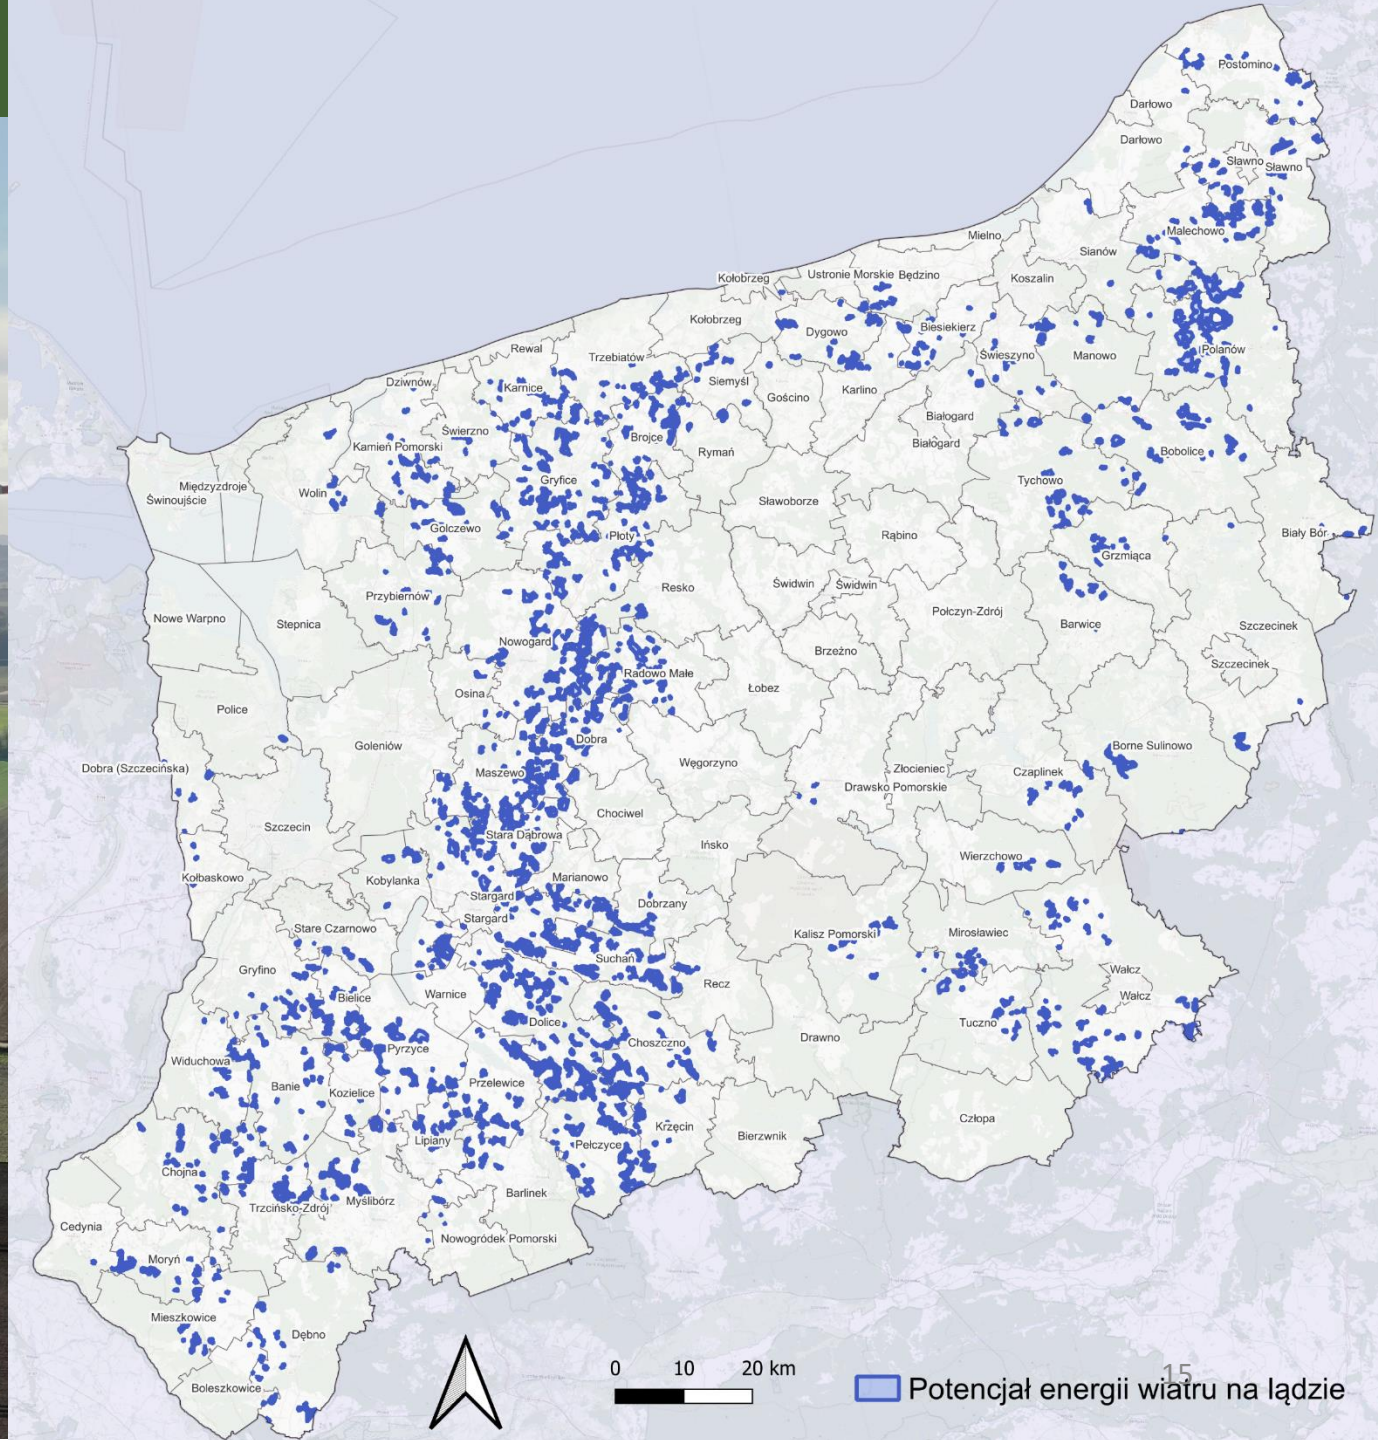 Postomino
Darłowo
Darłowo
Sławno
Sławno
Malechowo
Mielno
Sianów
Kołobrzeg
Ustronie Morskie
Będzino
Koszalin
Kołobrzeg
Dygowo
Biesiekierz
Świeszyno
Manowo
Polanów
Rewal
Trzebiatów
Dziwnów
Karnice
Siemyśl
Gościno
Karlino
Białogard
Białogard
Świerzno
Kamień Pomorski
Brojce
Rymań
Bobolice
Międzyzdroje
Świnoujście
Wolin
Gryfice
Tychowo
Sławoborze
Golczewo
Płoty
Rąbino
Biały Bór
Grzmiąca
Przybiernów
Resko
Świdwin
Świdwin
Połczyn-Zdrój
Nowe Warpno
Stepnica
Barwice
Szczecinek
Nowogard
Brzeżno
Szczecinek
Radowo Małe
Osina
Łobez
Police
Goleniów
Dobra
Borne Sulinowo
Dobra (Szczecińska)
Maszewo
Węgorzyno
Złocieniec
Czaplinek
Drawsko Pomorskie
Szczecin
Stara Dąbrowa
Chociwel
Ińsko
Wierzchowo
Kołbaskowo
Kobylanka
Marianowo
Stargard
Dobrzany
Stargard
Stare Czarnowo
Kalisz Pomorski
Mirosławiec
Gryfino
Suchań
Wałcz
Bielice
Warnice
Recz
Wałcz
Dolice
Tuczno
Choszczno
Drawno
Pyrzyce
Widuchowa
Banie
Kozielice
Przelewice
Człopa
Krzęcin
Bierzwnik
Lipiany
Pełczyce
Chojna
Trzcińsko-Zdrój
Myślibórz
Barlinek
Cedynia
Nowogródek Pomorski
Moryń
Mieszkowice
Dębno
Boleszkowice
0 10 20 km
15
Potencjał energii wiatru na lądzie